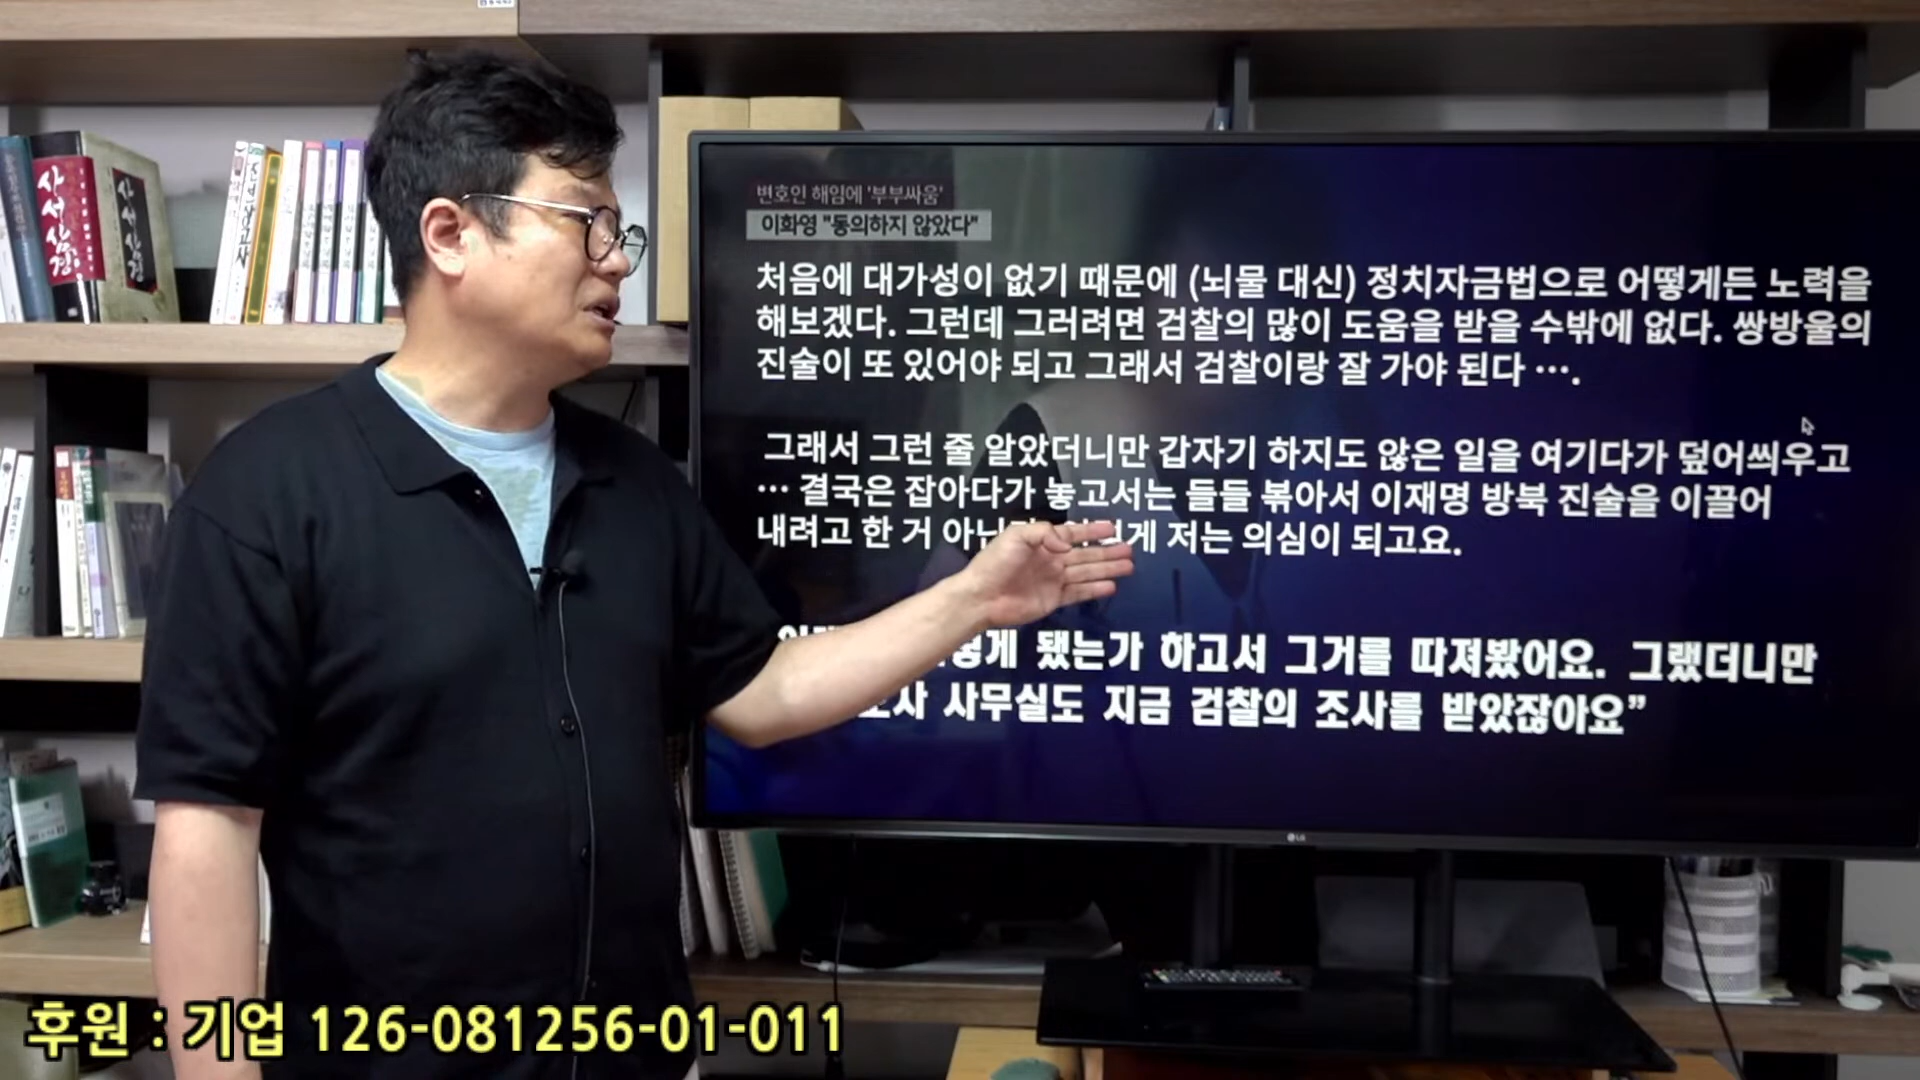 변호인 해임에 '부부싸움'
이화영 "동의하지 않았다"
처음에 대가성이 없기 때문에 (뇌물 대신) 정치자금법으로 어떻게든 노력을
해보겠다. 그런데 그러려면 검찰의 많이 도움을 받을 수밖에 없다. 쌍방울의
진술이 또 있어야 되고 그래서 검찰이랑 잘 가야 된다 ….
그래서 그런 줄 알았더니만 갑자기 하지도 않은 일을 여기다가 덮어씌우고
… 결국은 잡아다가 놓고서는 들들 볶아서 이재명 방북 진술을 이끌어
내려고 한 거 저는 의심이 되고요.
됐는가 하고서 그거를 따져봤어요. 그랬더니만
사무실도 지금 검찰의 조사를 받았잖아요”
LG
사서삼경
사서삼경
후원 : 기업 126-081256-01-011